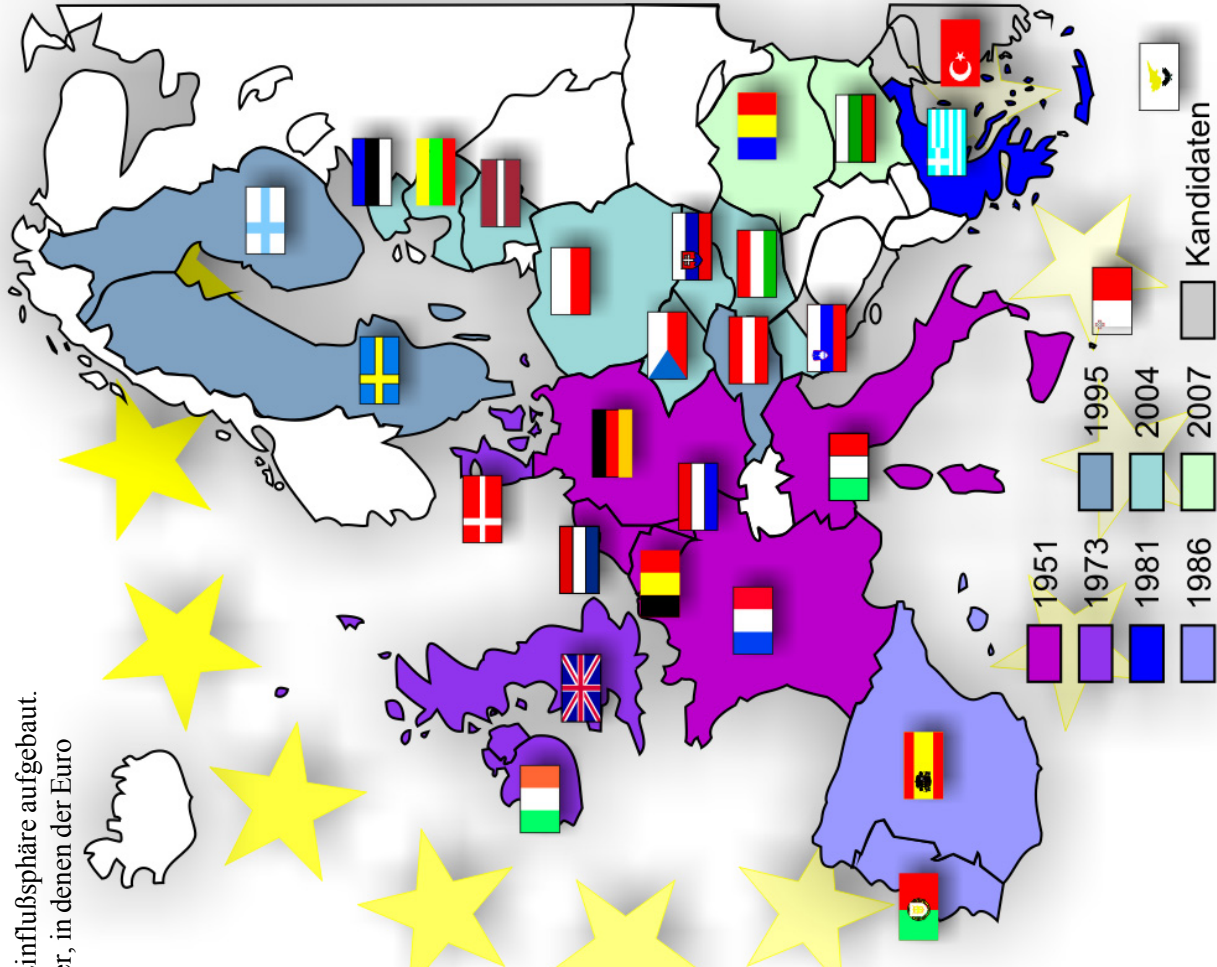 influßsphäre aufgebaut.
er, in denen der Euro
1951
1973
1981
1986
1995
2004
2007
Kandidaten